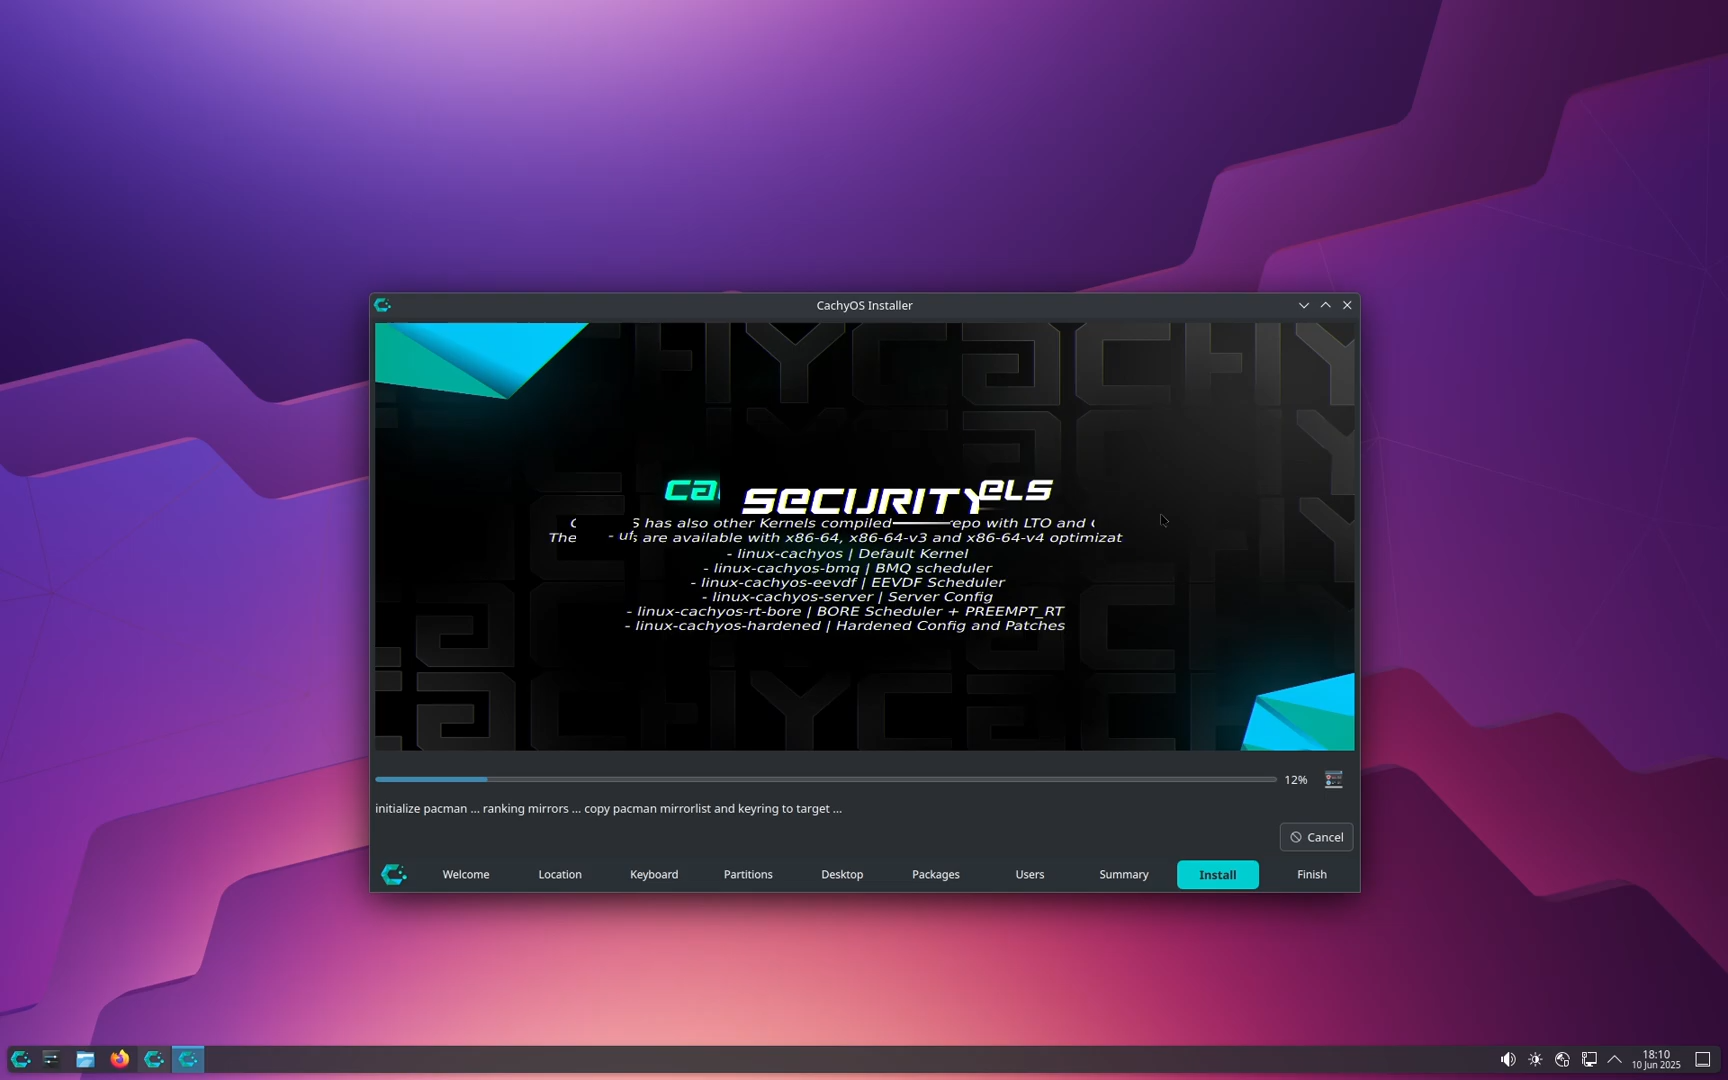 CachyOS Installer
SECURITY
ELS
S has also other Kernels compiled repo with LTO and
The - uf are available with x86-64, x86-64-v3 and x86-64-v4 optimizat
- linux-cachyos | Default Kernel
- linux-cachyos-bmq | BMQ scheduler
- linux-cachyos-eevdf | EEVDF Scheduler
- linux-cachyos-server | Server Config
- linux-cachyos-rt-bore | BORE Scheduler + PREEMPT_RT
- linux-cachyos-hardened | Hardened Config and Patches
12%
initialize pacman ... ranking mirrors ... copy pacman mirrorlist and keyring to target ...
Cancel
Welcome Location Keyboard Partitions Desktop Packages Users Summary Install Finish
18:10
10 Jun 2025